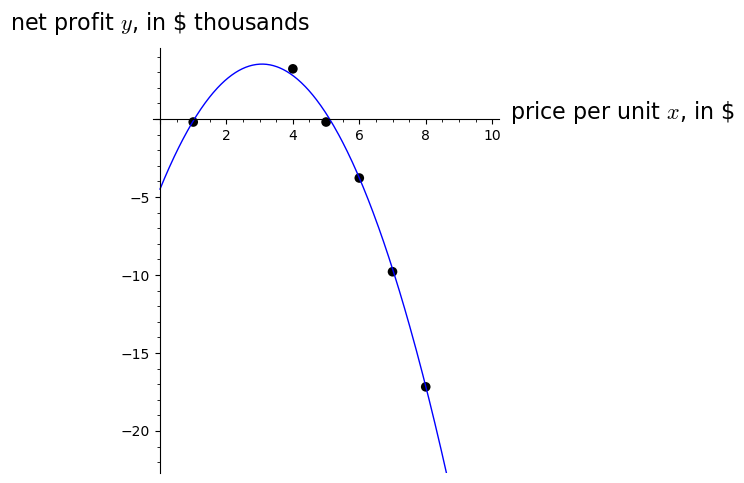 net profit y, in $ thousands
price per unit x, in $
2 4 6 8 10
−5
−10
−15
−20